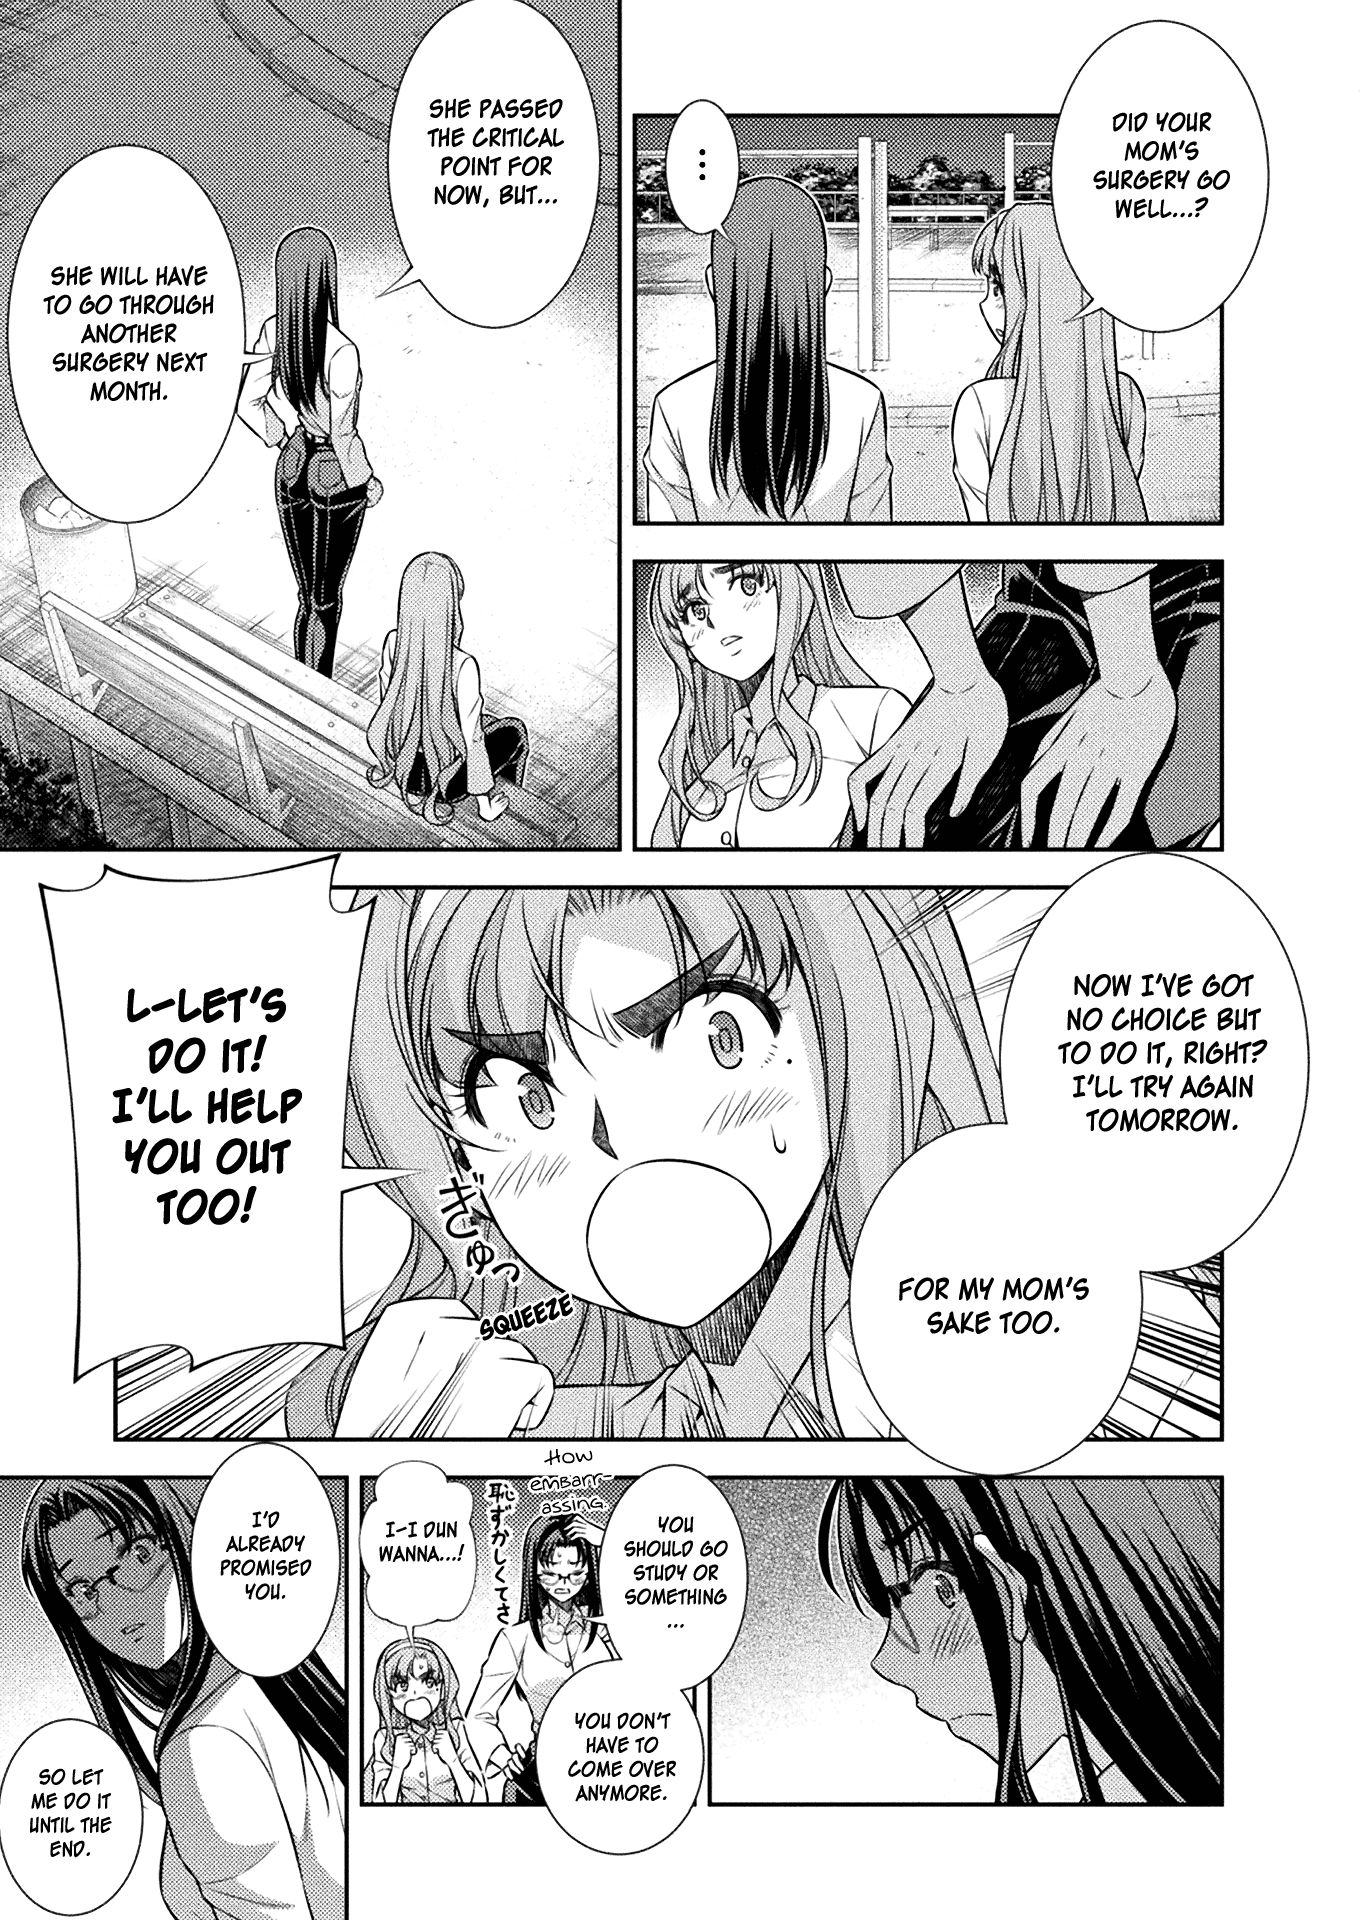 DID YOUR
MOM'S
SURGERY GO
WELL...?
...
SHE PASSED
THE CRITICAL
POINT FOR
NOW, BUT...
SHE WILL HAVE
TO GO THROUGH
ANOTHER
SURGERY NEXT
MONTH.
NOW I'VE GOT
NO CHOICE BUT
TO DO IT, RIGHT?
I'LL TRY AGAIN
TOMORROW.
FOR MY MOM'S
SAKE TOO.
L-LET'S
DO IT!
I'LL HELP
YOU OUT
TOO!
ぎゅっ
SQUEEZE
YOU
SHOULD GO
STUDY OR
SOMETHING
...
YOU DON'T
HAVE TO
COME OVER
ANYMORE.
HOW
EMBARR-
ASSING.
恥ずかしくてさ
I-I DUN
WANNA...!
I'D
ALREADY
PROMISED
YOU.
SO LET
ME DO IT
UNTIL THE
END.